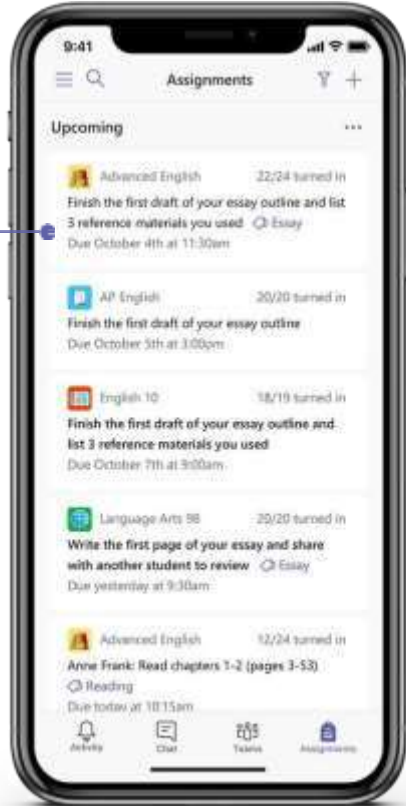 9:41
Assignments
Upcoming
Advanced English 22/24 turned in
Finish the first draft of your essay outline and list
3 reference materials you used Essay
Due October 4th at 11:30am
AP English 20/20 turned in
Finish the first draft of your essay outline
Due October 5th at 3:00pm
English 10 18/19 turned in
Finish the first draft of your essay outline and
list 3 reference materials you used
Due October 7th at 9:00am
Language Arts 9B 20/20 turned in
Write the first page of your essay and share
with another student to review Essay
Due yesterday at 9:30am
Advanced English 12/24 turned in
Anne Frank: Read chapters 1-2 (pages 3-53)
Reading
Due today at 10:15am
Activity Chat Teams Assignments